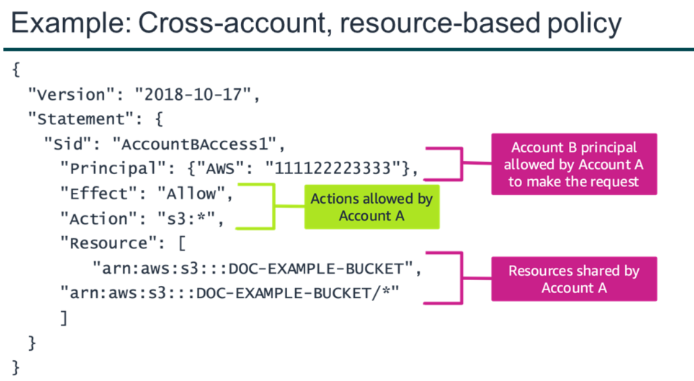 Example: Cross-account, resource-based policy
{
"Version": "2018-10-17",
"Statement": {
"Sid": "AccountBAccess1",
"Principal": {"AWS": "111122223333"},
"Effect": "Allow",
"Action": "s3:*",
"Resource": [
"arn:aws:s3:::DOC-EXAMPLE-BUCKET",
"arn:aws:s3:::DOC-EXAMPLE-BUCKET/*"
]
}
}
Account B principal
allowed by Account A
to make the request
Actions allowed by
Account A
Resources shared by
Account A